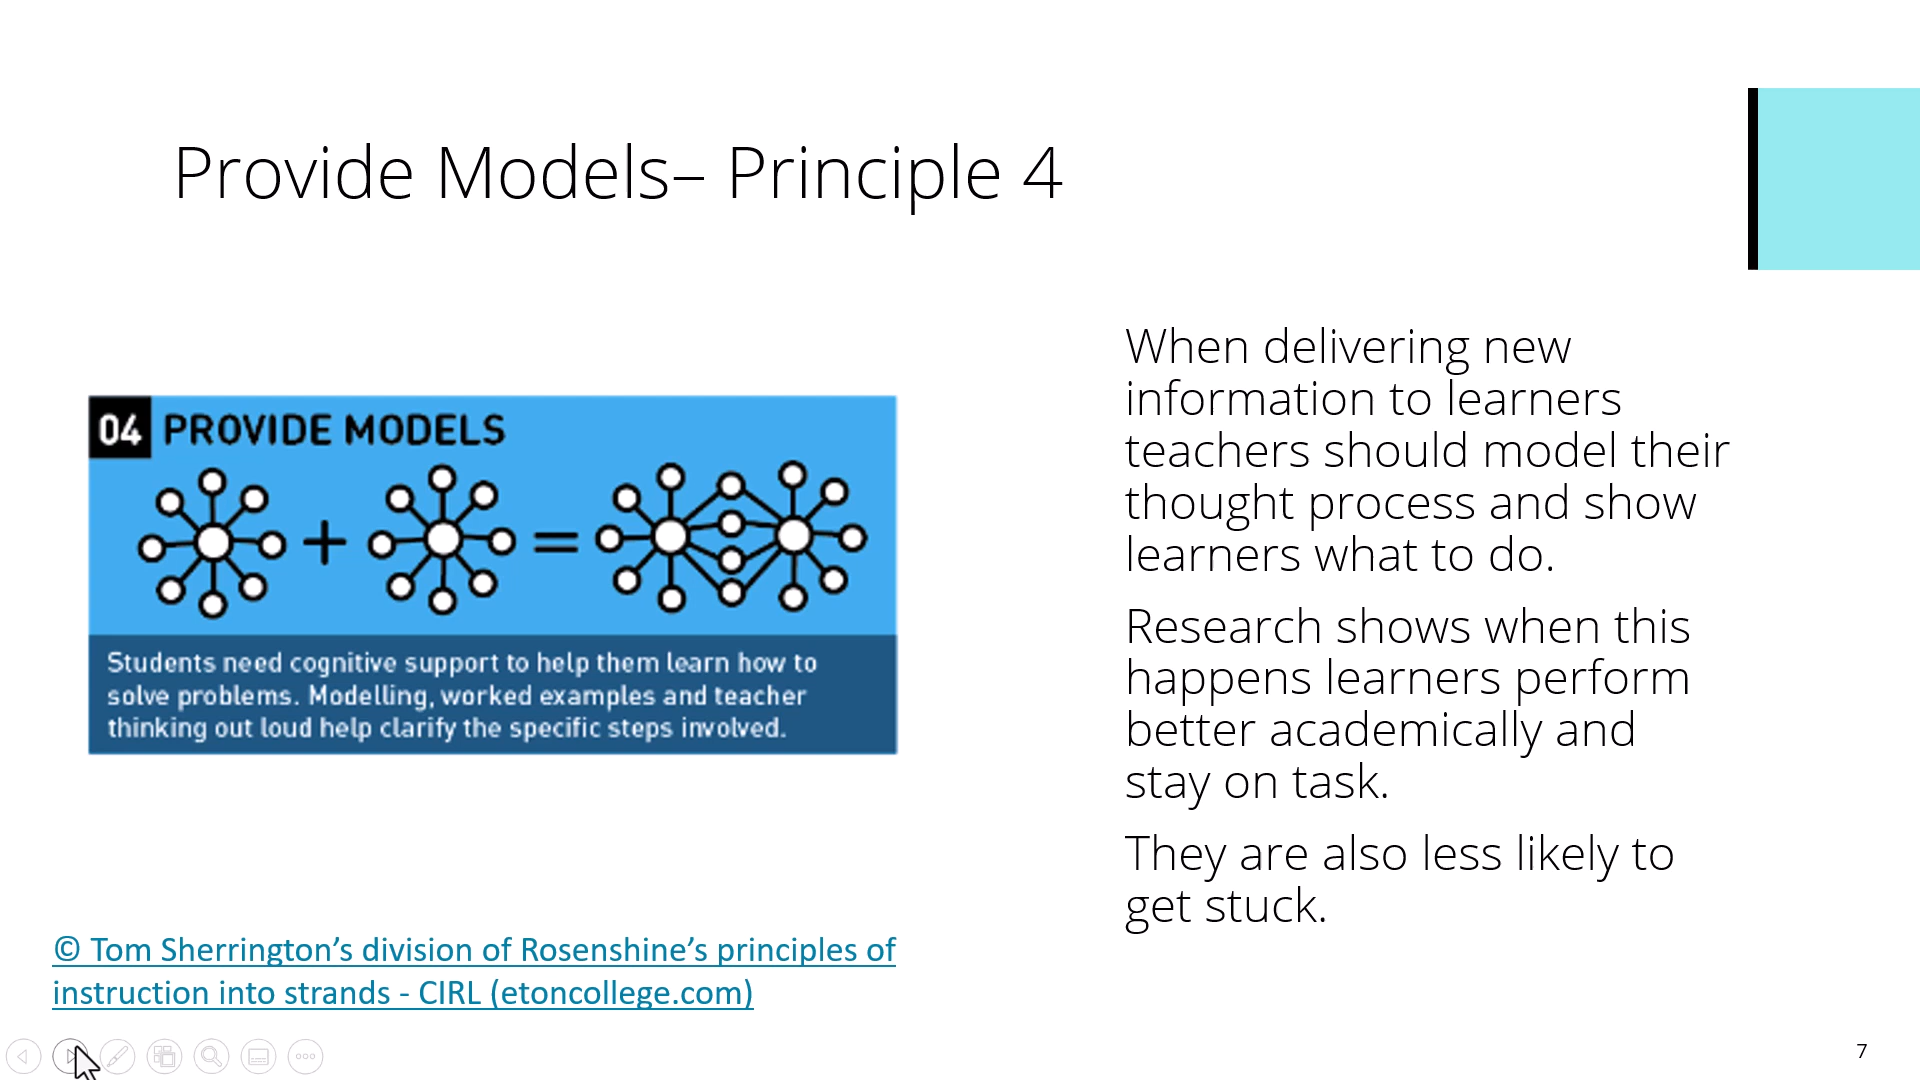 Provide Models– Principle 4
04 PROVIDE MODELS
Students need cognitive support to help them learn how to
solve problems. Modelling, worked examples and teacher
thinking out loud help clarify the specific steps involved.
© Tom Sherrington’s division of Rosenshine’s principles of
instruction into strands - CIRL (etoncollege.com)
When delivering new
information to learners
teachers should model their
thought process and show
learners what to do.
Research shows when this
happens learners perform
better academically and
stay on task.
They are also less likely to
get stuck.
7